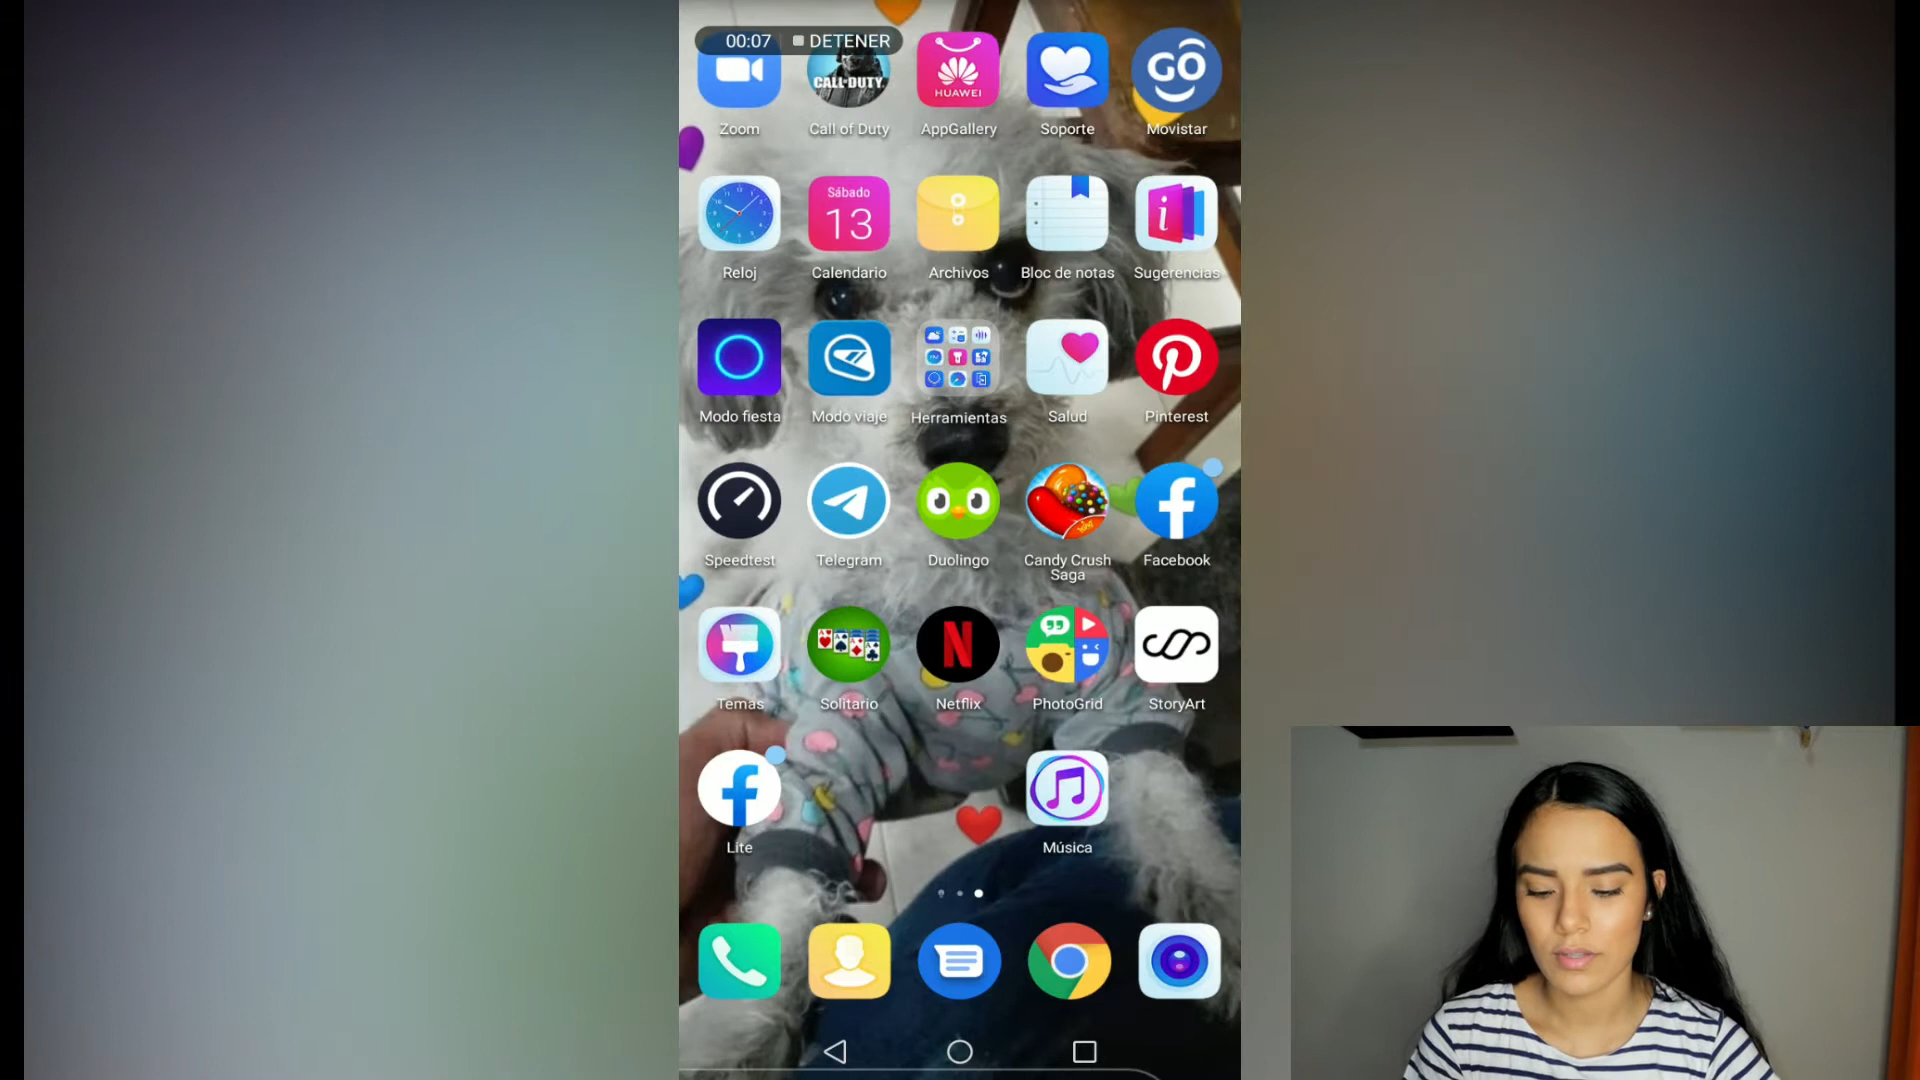 00:07 DETENER
CALL OF DUTY
HUAWEI
GO
Zoom Call of Duty AppGallery Soporte Movistar
Sábado
13
Reloj Calendario Archivos Bloc de notas Sugerencias
Modo fiesta Modo viaje Herramientas Salud Pinterest
Speedtest Telegram Duolingo Candy Crush Saga Facebook
Temas Solitario Netflix PhotoGrid StoryArt
Lite Música